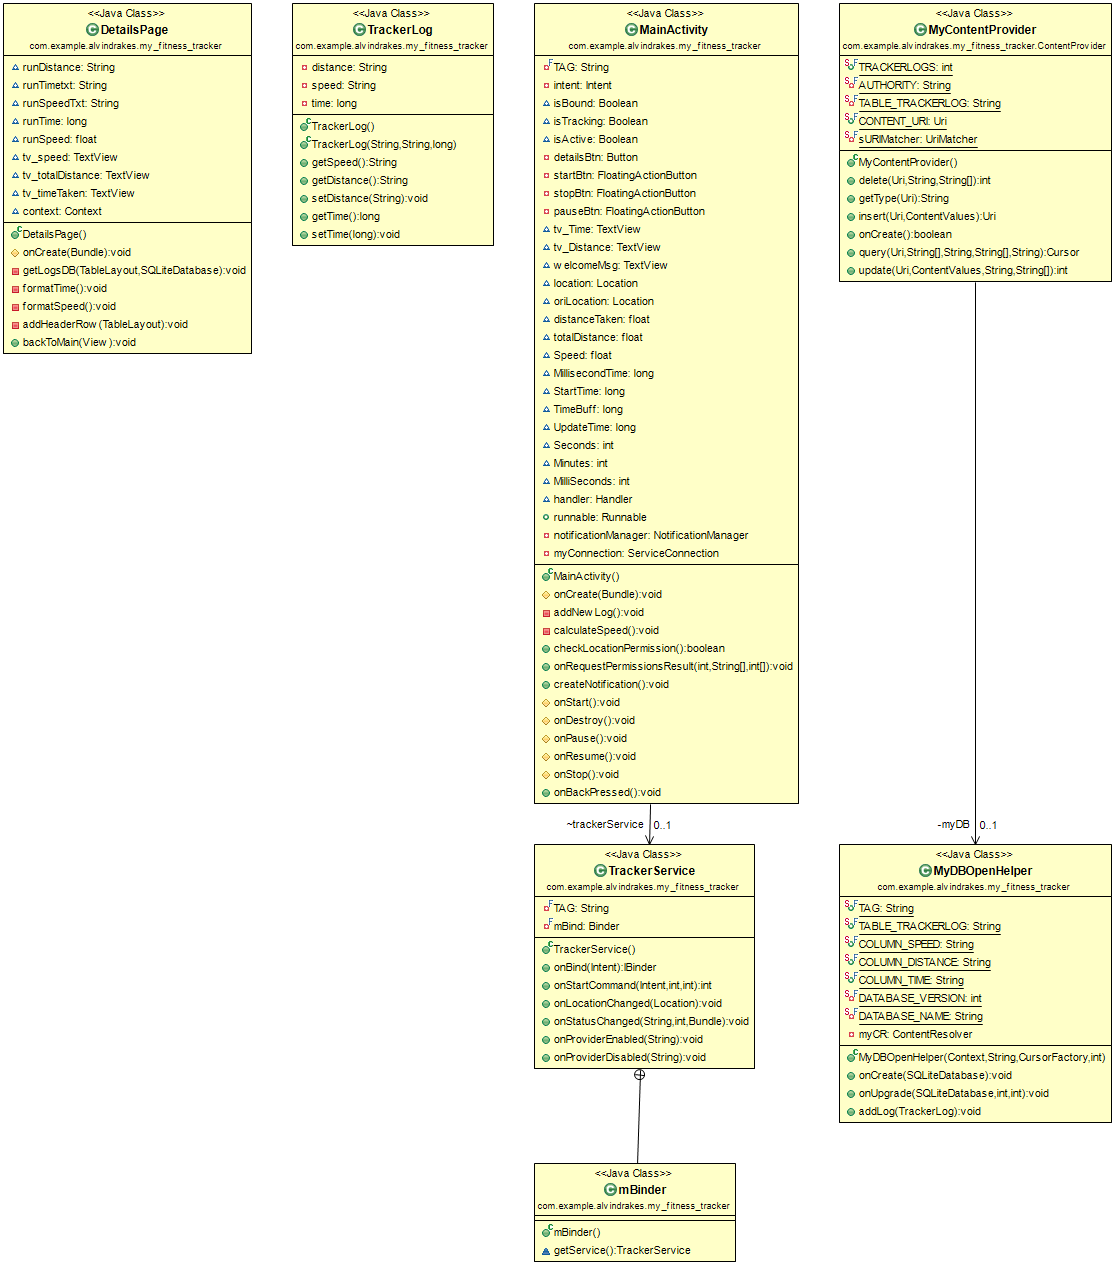 <<Java Class>>
DetailsPage
com.example.alvindrakes.my_fitness_tracker
runDistance: String
runTimetxt: String
runSpeedTxt: String
runTime: long
runSpeed: float
tv_speed: TextView
tv_totalDistance: TextView
tv_timeTaken: TextView
context: Context
DetailsPage()
onCreate(Bundle):void
getLogsDB(TableLayout,SQLiteDatabase):void
formatTime():void
formatSpeed():void
addHeaderRow(TableLayout):void
backToMain(View):void
<<Java Class>>
TrackerLog
com.example.alvindrakes.my_fitness_tracker
distance: String
speed: String
time: long
TrackerLog()
TrackerLog(String,String,long)
getSpeed():String
getDistance():String
setDistance(String):void
getTime():long
setTime(long):void
<<Java Class>>
MainActivity
com.example.alvindrakes.my_fitness_tracker
TAG: String
intent: Intent
isBound: Boolean
isTracking: Boolean
isActive: Boolean
detailsBtn: Button
startBtn: FloatingActionButton
stopBtn: FloatingActionButton
pauseBtn: FloatingActionButton
tv_Time: TextView
tv_Distance: TextView
welcomeMsg: TextView
location: Location
oriLocation: Location
distanceTaken: float
totalDistance: float
Speed: float
MillisecondTime: long
StartTime: long
TimeBuff: long
UpdateTime: long
Seconds: int
Minutes: int
MilliSeconds: int
handler: Handler
runnable: Runnable
notificationManager: NotificationManager
myConnection: ServiceConnection
MainActivity()
onCreate(Bundle):void
addNewLog():void
calculateSpeed():void
checkLocationPermission():boolean
onRequestPermissionsResult(int,String[],int[]):void
createNotification():void
onStart():void
onDestroy():void
onPause():void
onResume():void
onStop():void
onBackPressed():void
<<Java Class>>
MyContentProvider
com.example.alvindrakes.my_fitness_tracker.ContentProvider
TRACKERLOGS: int
AUTHORITY: String
TABLE_TRACKERLOG: String
CONTENT_URI: Uri
sURIMatcher: UriMatcher
MyContentProvider()
delete(Uri,String,String[]):int
getType(Uri):String
insert(Uri,ContentValues):Uri
onCreate():boolean
query(Uri,String[],String,String[],String):Cursor
update(Uri,ContentValues,String,String[]):int
~trackerService 0..1
-myDB 0..1
<<Java Class>>
TrackerService
com.example.alvindrakes.my_fitness_tracker
TAG: String
mBind: Binder
TrackerService()
onBind(Intent):IBinder
onStartCommand(Intent,int,int):int
onLocationChanged(Location):void
onStatusChanged(String,int,Bundle):void
onProviderEnabled(String):void
onProviderDisabled(String):void
<<Java Class>>
MyDBOpenHelper
com.example.alvindrakes.my_fitness_tracker
TAG: String
TABLE_TRACKERLOG: String
COLUMN_SPEED: String
COLUMN_DISTANCE: String
COLUMN_TIME: String
DATABASE_VERSION: int
DATABASE_NAME: String
myCR: ContentResolver
MyDBOpenHelper(Context,String,CursorFactory,int)
onCreate(SQLiteDatabase):void
onUpgrade(SQLiteDatabase,int,int):void
addLog(TrackerLog):void
<<Java Class>>
mBinder
com.example.alvindrakes.my_fitness_tracker
mBinder()
getService():TrackerService